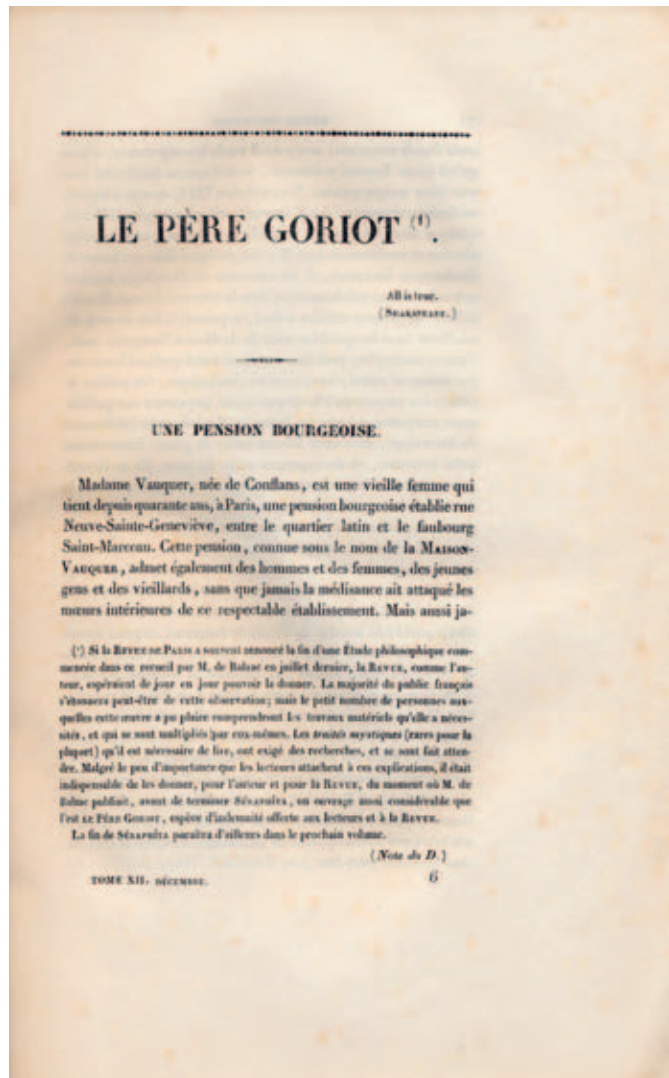 LE PÈRE GORIOT (1).
All is true.
(SHAKSPEARE.)
UNE PENSION BOURGEOISE.
Madame Vauquer, née de Conflans, est une vieille femme qui
tient depuis quarante ans, à Paris, une pension bourgeoise établie rue
Neuve-Sainte-Geneviève, entre le quartier latin et le faubourg
Saint-Marceau. Cette pension, connue sous le nom de la MAISON-
VAUQUER, admet également des hommes et des femmes, des jeunes
gens et des vieillards, sans que jamais la médisance ait attaqué les
mœurs intérieures de ce respectable établissement. Mais aussi ja-
(1) Si la REVUE DE PARIS a souvent annoncé la fin d'une Étude philosophique com-
mencée dans ce recueil par M. de Balzac en juillet dernier, la REVUE, comme l'au-
teur, espéraient de jour en jour pouvoir la donner. La majorité du public français
s'étonnera peut-être de cette observation; mais le petit nombre de personnes aux-
quelles cette œuvre a pu plaire comprendront les travaux matériels qu'elle a néces-
sités, et qui se sont multipliés par eux-mêmes. Les traités mystiques (rares pour la
plupart) qu'il est nécessaire de lire, ont exigé des recherches, et se sont fait atten-
dre. Malgré le peu d'importance que les lecteurs attachent à ces explications, il était
indispensable de les donner, pour l'auteur et pour la REVUE, du moment où M. de
Balzac publiait, avant de terminer SÉRAPHÎTA, un ouvrage aussi considérable que
l'est LE PÈRE GORIOT, espèce d'indemnité offerte aux lecteurs et à la REVUE.
La fin de SÉRAPHÎTA paraîtra d'ailleurs dans le prochain volume.
(Note du D.)
TOME XII. DÉCEMBRE. 6